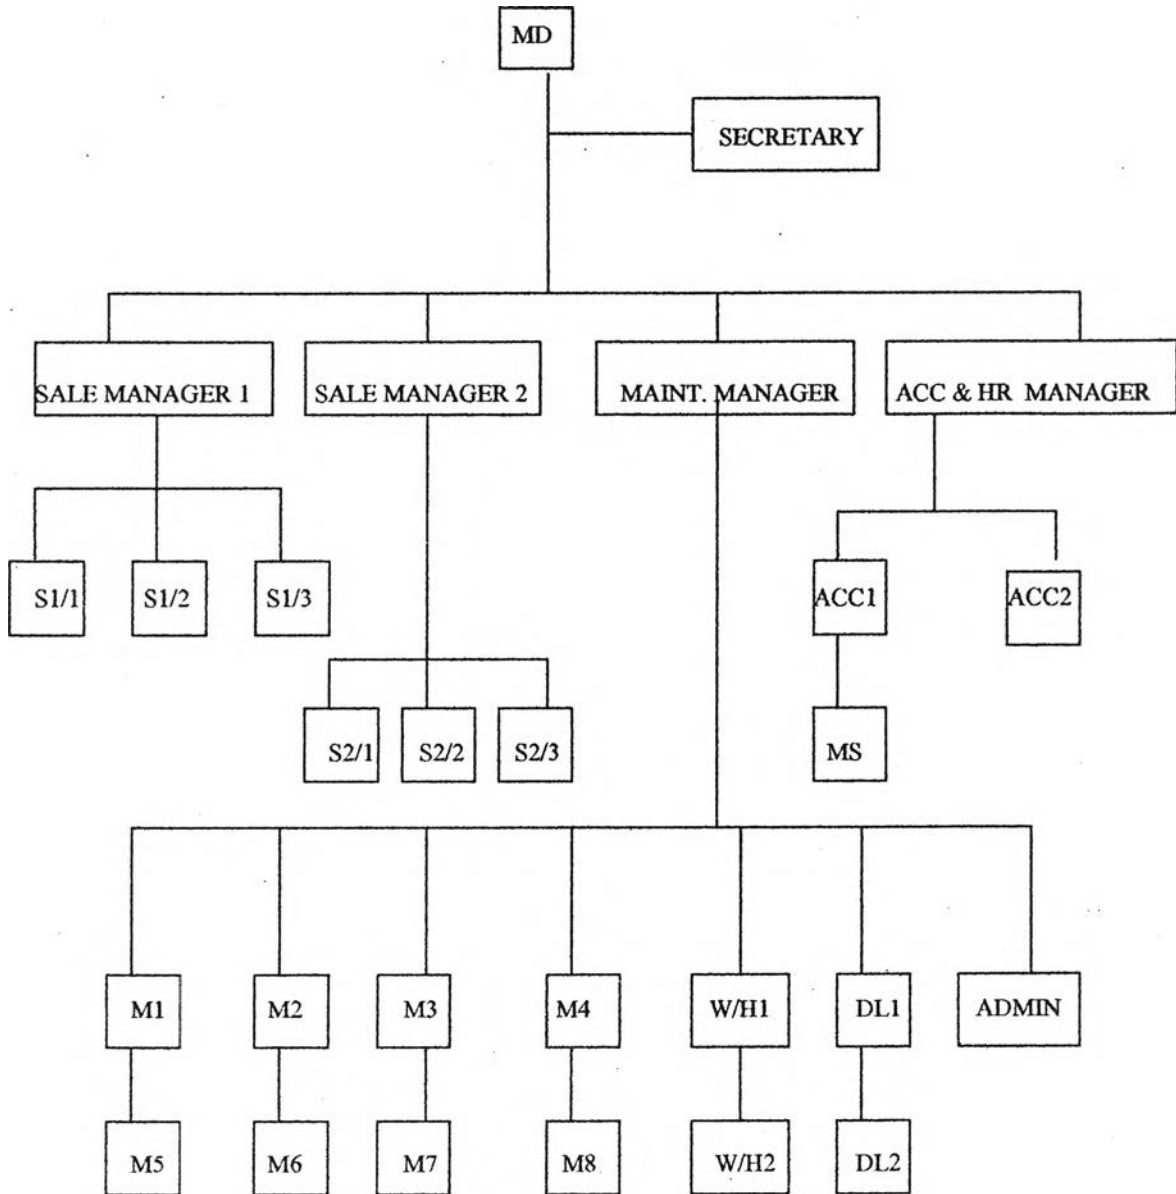 MD
SECRETARY
SALE MANAGER 1
SALE MANAGER 2
MAINT. MANAGER
ACC & HR MANAGER
S1/1
S1/2
S1/3
ACC1
ACC2
S2/1
S2/2
S2/3
MS
M1
M2
M3
M4
W/H1
DL1
ADMIN
M5
M6
M7
M8
W/H2
DL2